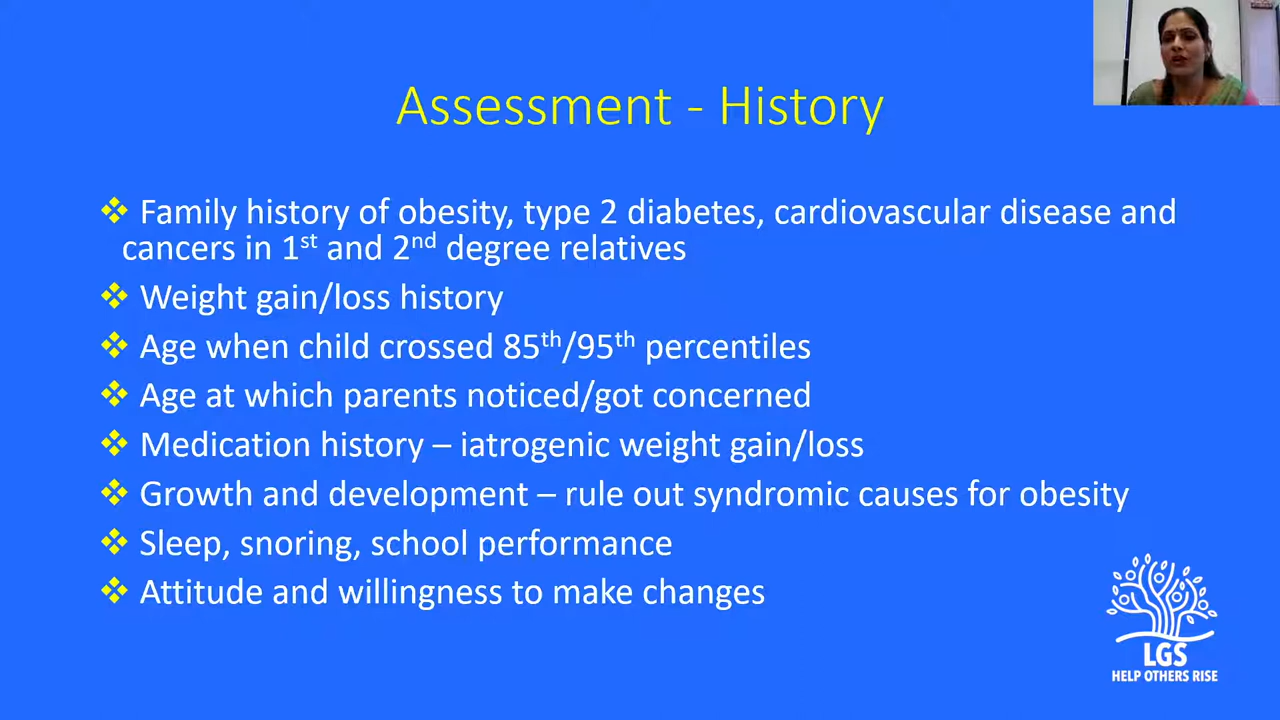 Assessment - History
❖ Family history of obesity, type 2 diabetes, cardiovascular disease and
cancers in 1st and 2nd degree relatives
❖ Weight gain/loss history
❖ Age when child crossed 85th/95th percentiles
❖ Age at which parents noticed/got concerned
❖ Medication history – iatrogenic weight gain/loss
❖ Growth and development – rule out syndromic causes for obesity
❖ Sleep, snoring, school performance
❖ Attitude and willingness to make changes
LGS
HELP OTHERS RISE